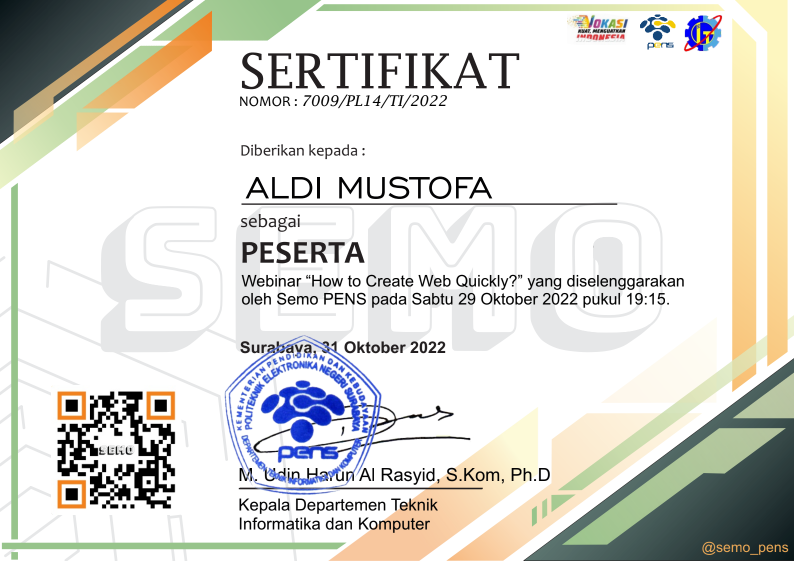 VOKASI
KUAT, MENGUATKAN
INDONESIA
pens
SERTIFIKAT
NOMOR : 7009/PL14/TI/2022
Diberikan kepada :
ALDI MUSTOFA
sebagai
SEMO
PESERTA
Webinar “How to Create Web Quickly?” yang diselenggarakan
oleh Semo PENS pada Sabtu 29 Oktober 2022 pukul 19:15.
Surabaya, 31 Oktober 2022
KEMENTERIAN PENDIDIKAN DAN KEBUDAYAAN
POLITEKNIK ELEKTRONIKA NEGERI SURABAYA
pens
DEPARTEMEN TEKNIK INFORMATIKA DAN KOMPUTER
SEMO
M. Udin Harun Al Rasyid, S.Kom, Ph.D
Kepala Departemen Teknik
Informatika dan Komputer
@semo_pens